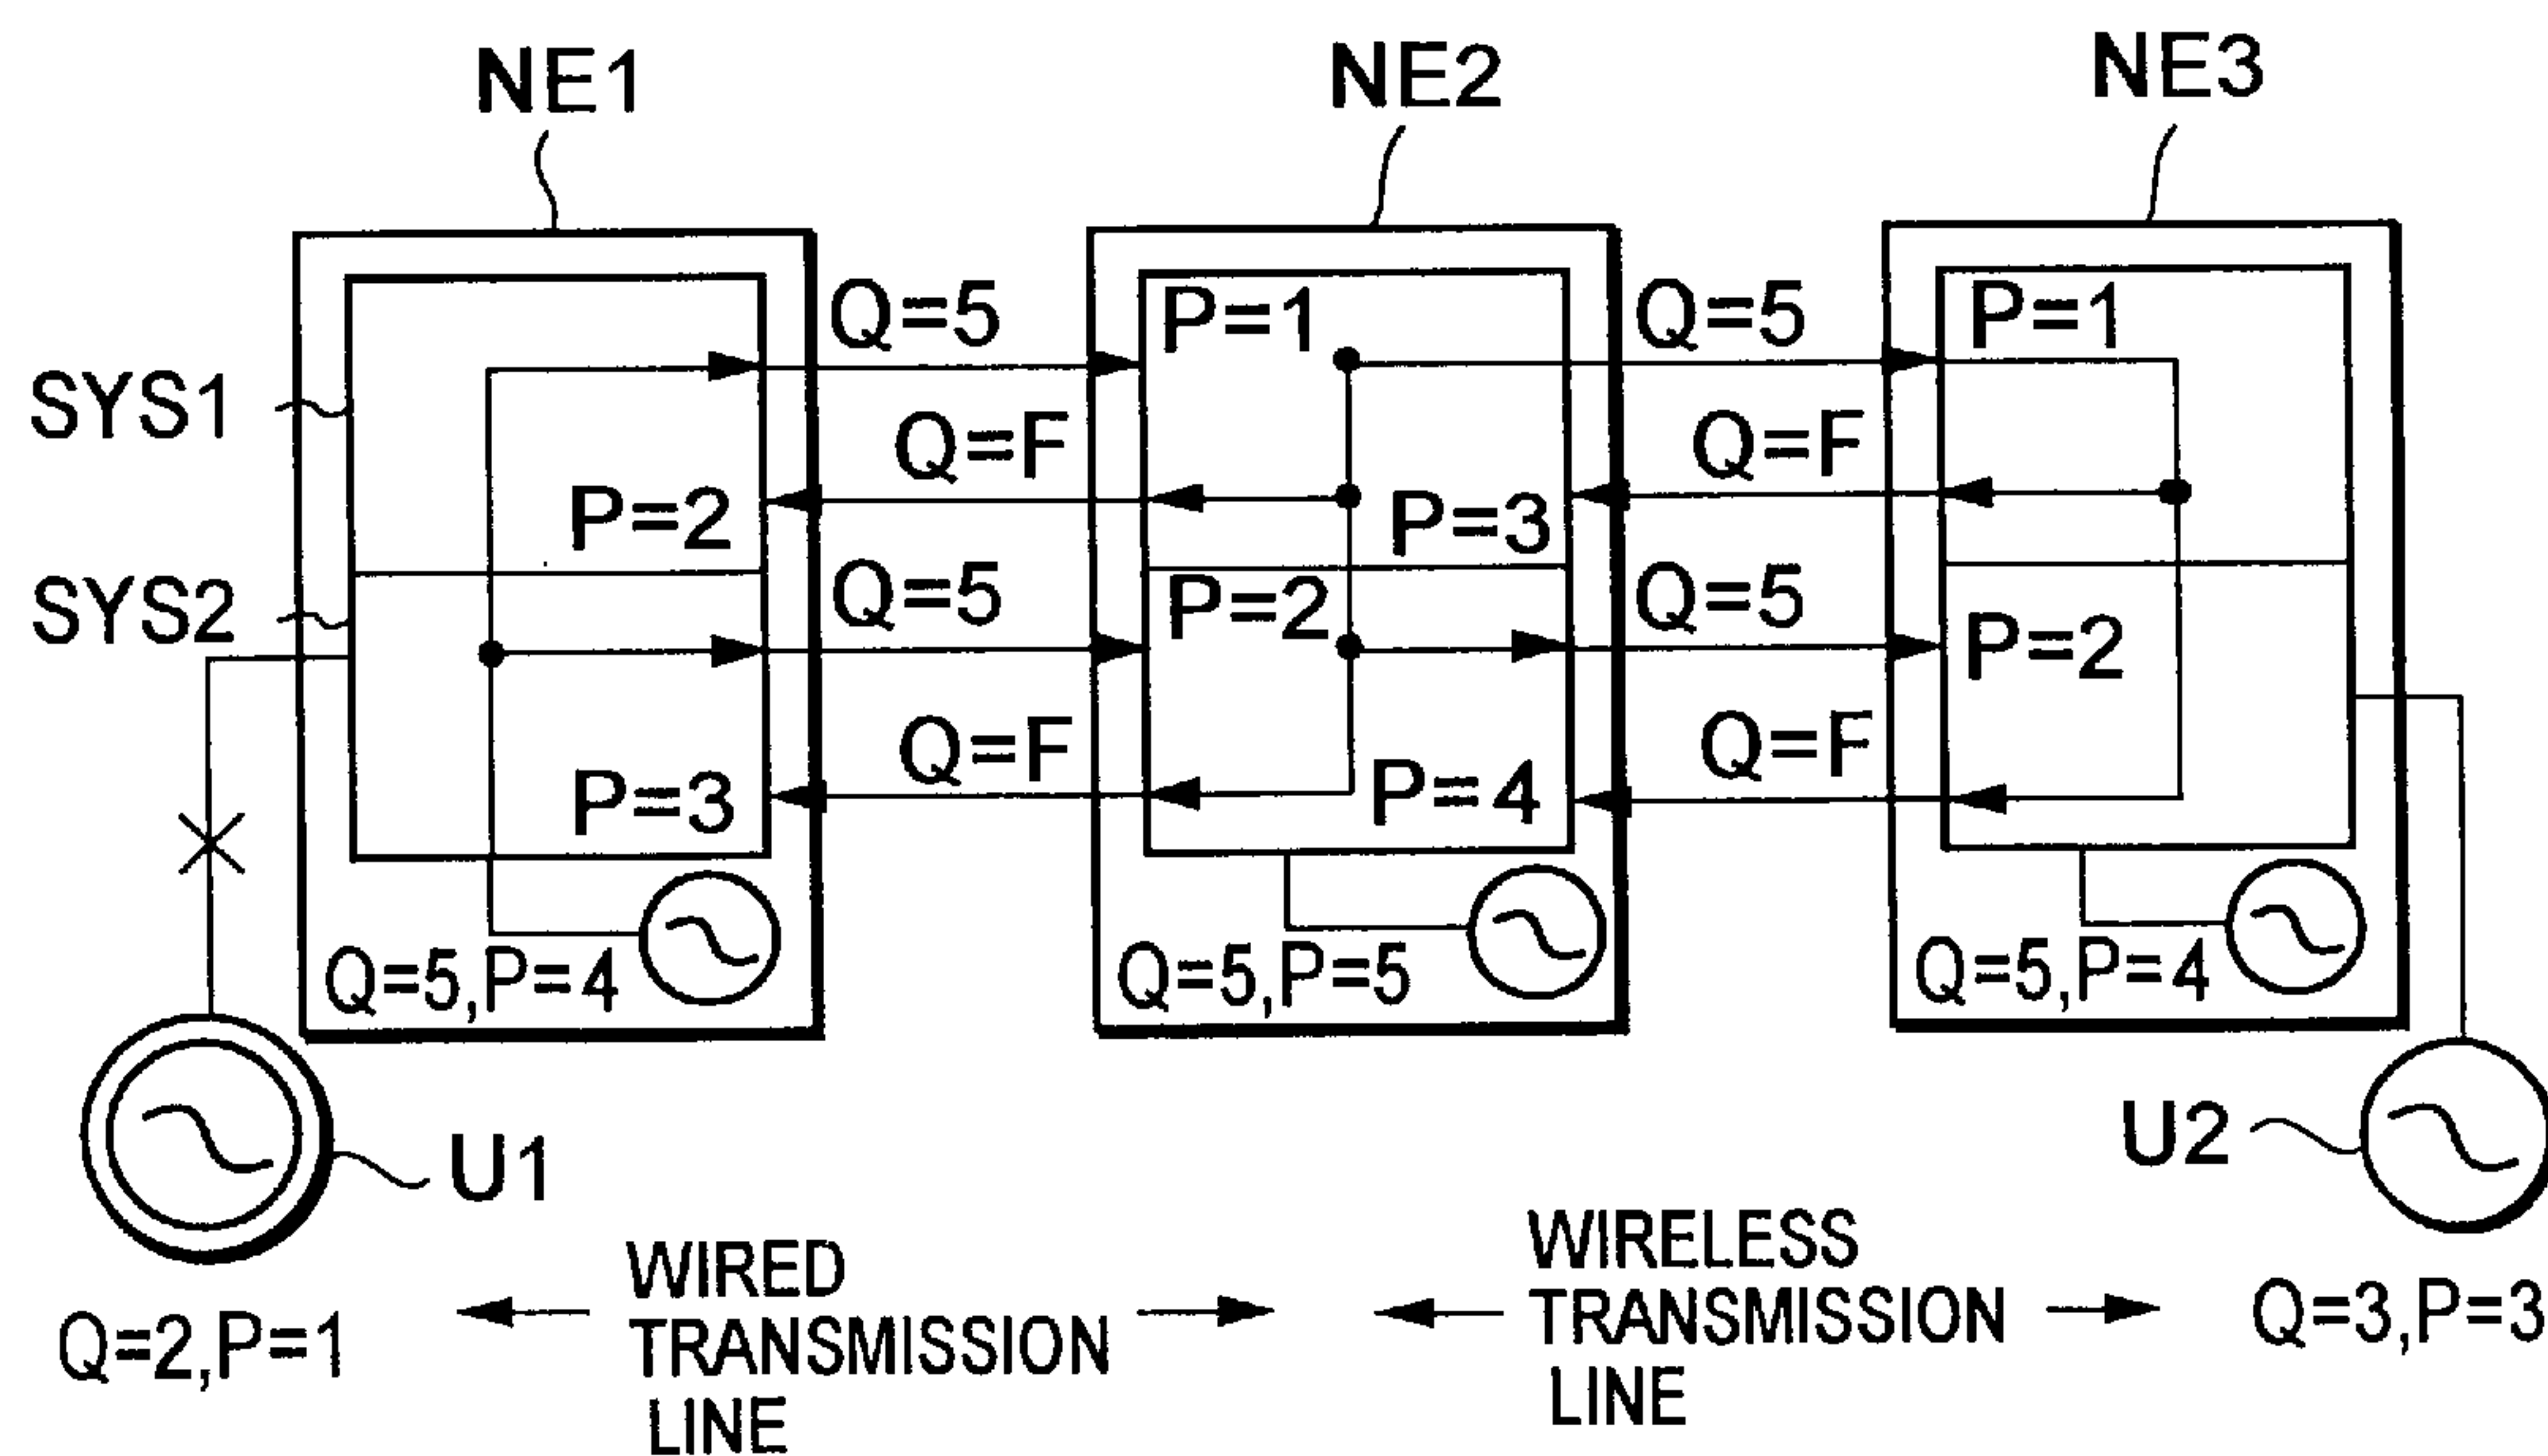 NE1
NE2
NE3
Q=5
P=1
Q=5
P=1
SYS1
Q=F
Q=F
P=2
P=3
SYS2
Q=5
P=2
Q=5
P=2
Q=F
Q=F
P=3
P=4
Q=5,P=4
Q=5,P=5
Q=5,P=4
U1
U2
Q=2,P=1
WIRED
TRANSMISSION
LINE
WIRELESS
TRANSMISSION
LINE
Q=3,P=3